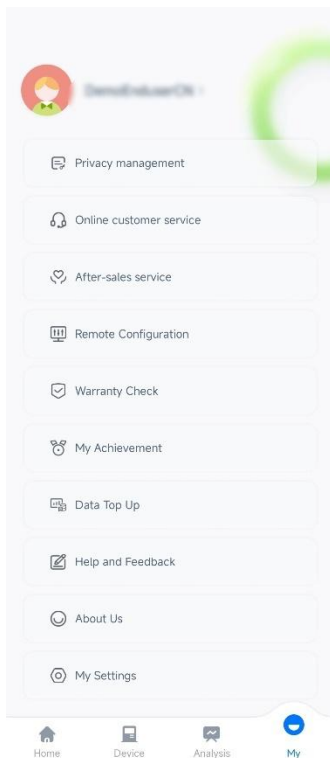 Privacy management
Online customer service
After-sales service
Remote Configuration
Warranty Check
My Achievement
Data Top Up
Help and Feedback
About Us
My Settings
Home
Device
Analysis
My